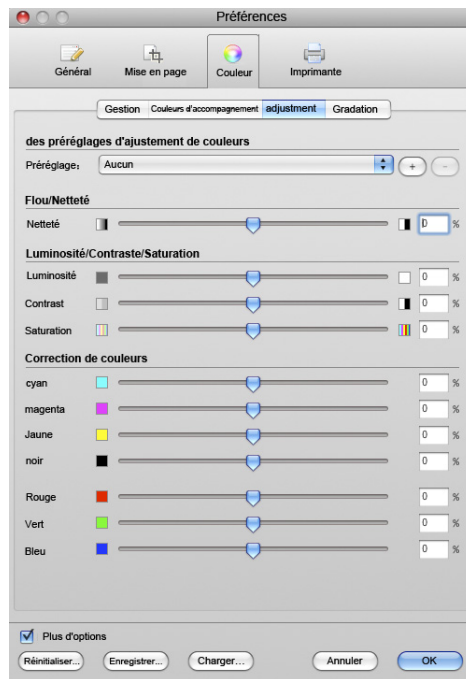 Préférences
Général Mise en page Couleur Imprimante
Gestion Couleurs d'accompagnement adjustment Gradation
des préréglages d'ajustement de couleurs
Préréglage: Aucun + -
Flou/Netteté
Netteté 0 %
Luminosité/Contraste/Saturation
Luminosité 0 %
Contrast 0 %
Saturation 0 %
Correction de couleurs
cyan 0 %
magenta 0 %
Jaune 0 %
noir 0 %
Rouge 0 %
Vert 0 %
Bleu 0 %
Plus d'options
Réinitialiser... Enregistrer... Charger... Annuler OK